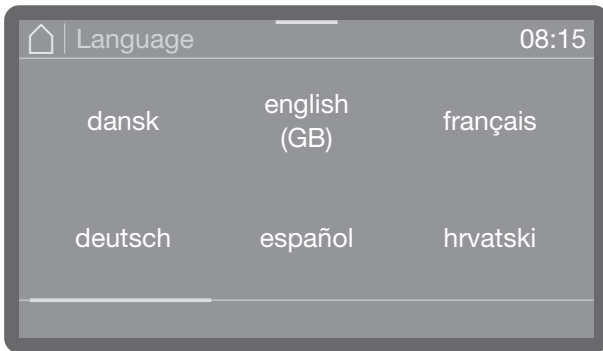 Language 08:15
dansk
english
(GB)
français
deutsch
español
hrvatski